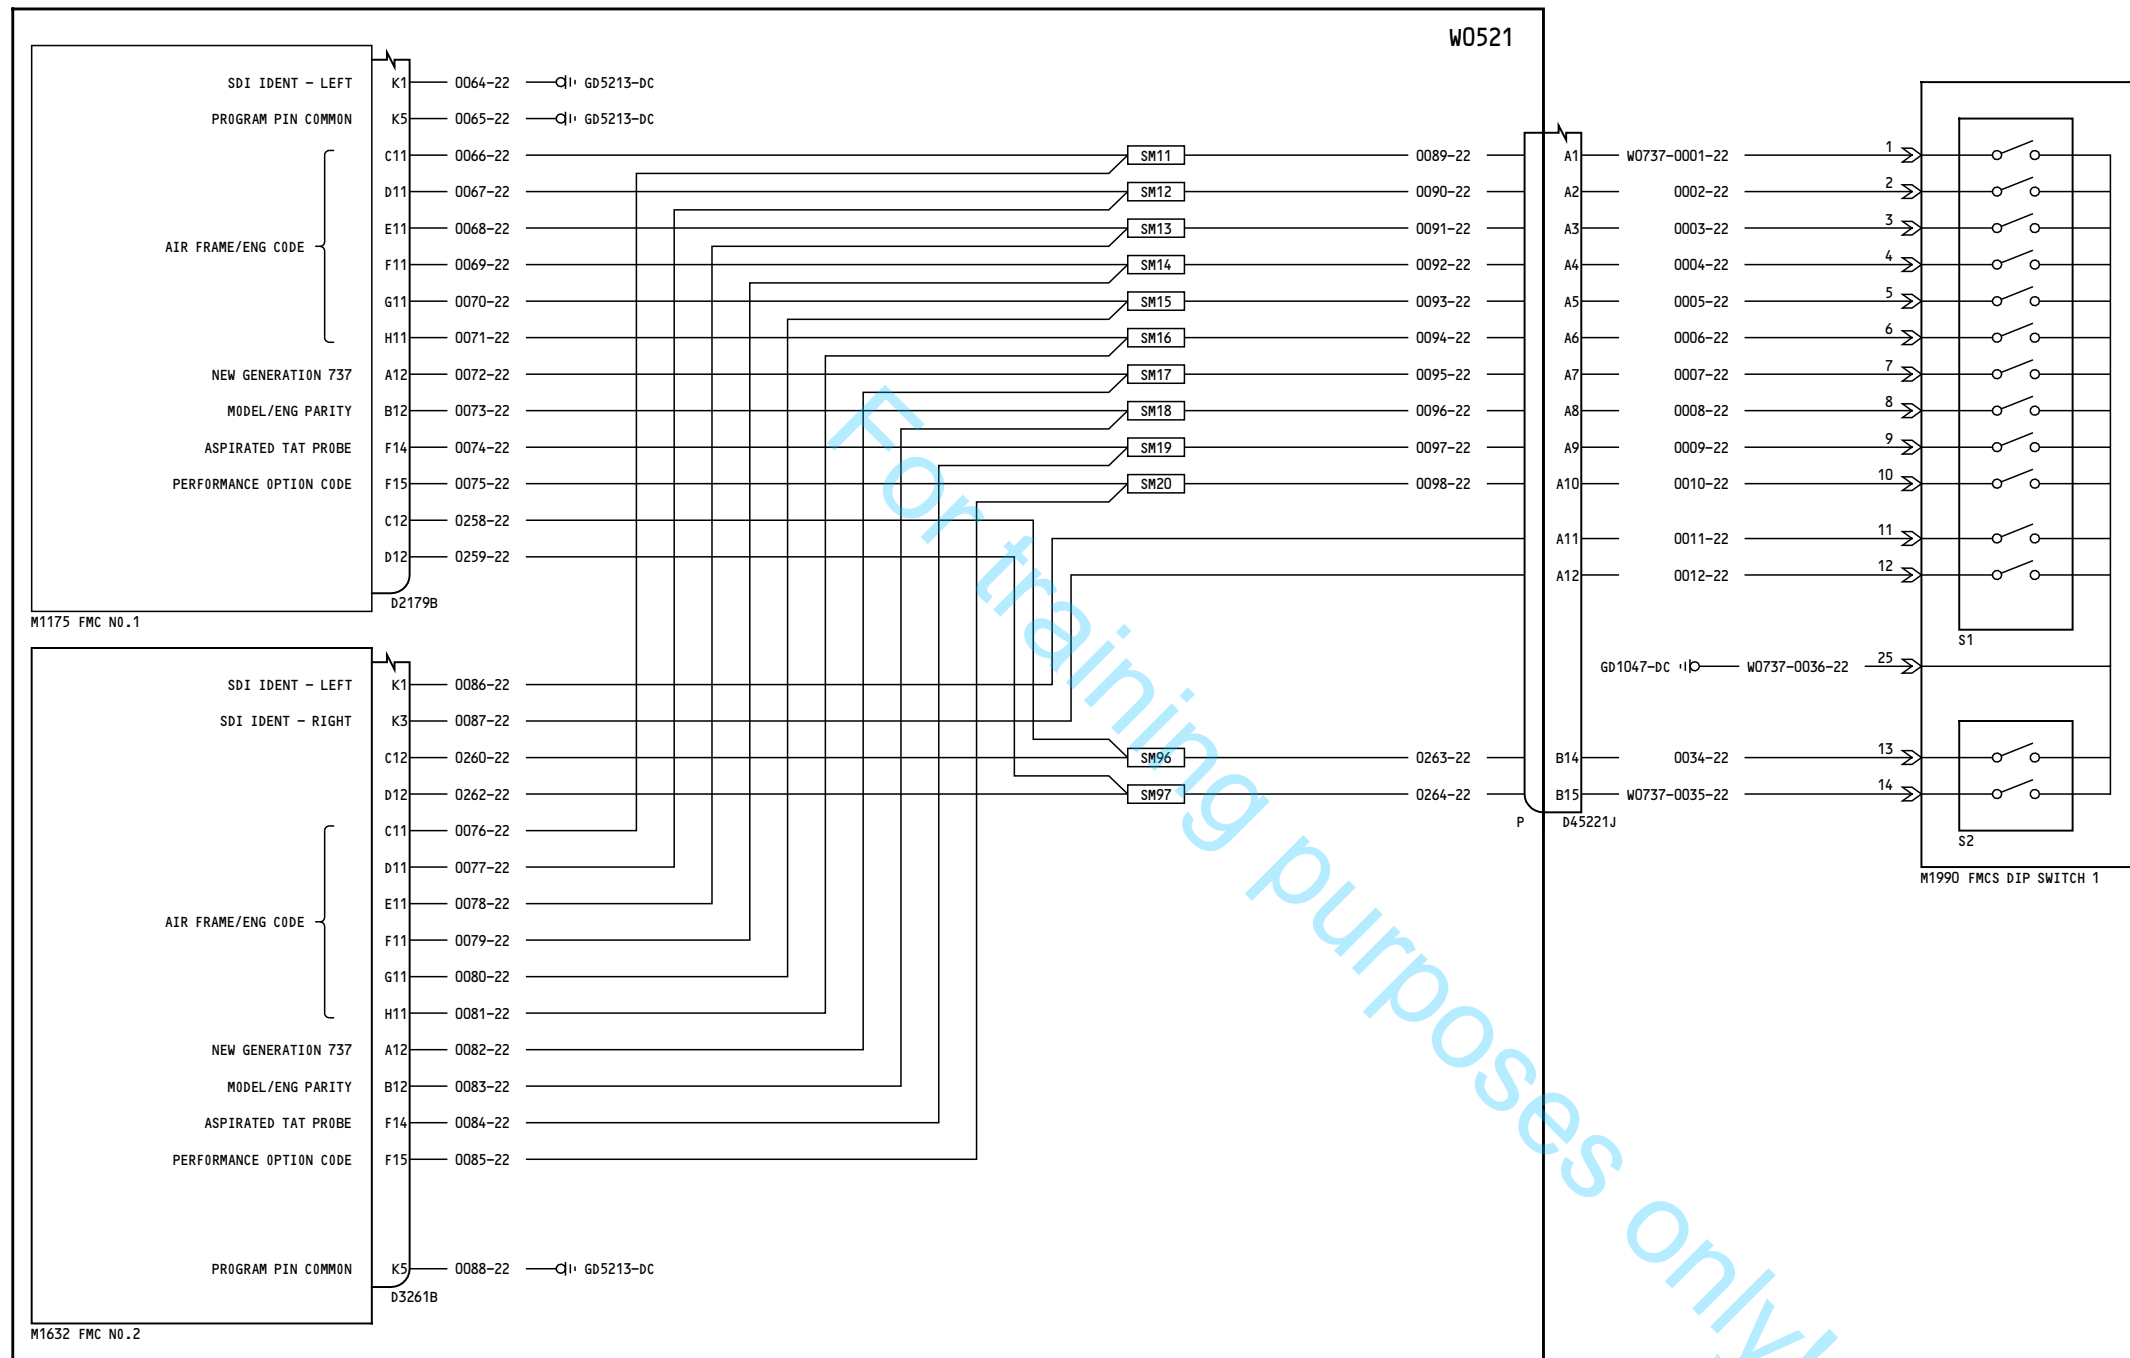 W0521
SDI IDENT – LEFT K1 0064–22 GD5213–DC
PROGRAM PIN COMMON K5 0065–22 GD5213–DC
C11 0066–22 SM11 0089–22 A1 W0737–0001–22 1
D11 0067–22 SM12 0090–22 A2 0002–22 2
E11 0068–22 SM13 0091–22 A3 0003–22 3
AIR FRAME/ENG CODE
F11 0069–22 SM14 0092–22 A4 0004–22 4
G11 0070–22 SM15 0093–22 A5 0005–22 5
H11 0071–22 SM16 0094–22 A6 0006–22 6
NEW GENERATION 737 A12 0072–22 SM17 0095–22 A7 0007–22 7
MODEL/ENG PARITY B12 0073–22 SM18 0096–22 A8 0008–22 8
ASPIRATED TAT PROBE F14 0074–22 SM19 0097–22 A9 0009–22 9
PERFORMANCE OPTION CODE F15 0075–22 SM20 0098–22 A10 0010–22 10
C12 0258–22
A11 0011–22 11
D12 0259–22
A12 0012–22 12
D2179B
M1175 FMC NO.1
S1
GD1047–DC W0737–0036–22 25
SDI IDENT – LEFT K1 0086–22
SDI IDENT – RIGHT K3 0087–22
C12 0260–22 SM96 0263–22 B14 0034–22 13
D12 0262–22 SM97 0264–22 B15 W0737–0035–22 14
P D45221J
S2
C11 0076–22
D11 0077–22
M1990 FMCS DIP SWITCH 1
E11 0078–22
AIR FRAME/ENG CODE
F11 0079–22
G11 0080–22
H11 0081–22
NEW GENERATION 737 A12 0082–22
MODEL/ENG PARITY B12 0083–22
ASPIRATED TAT PROBE F14 0084–22
PERFORMANCE OPTION CODE F15 0085–22
PROGRAM PIN COMMON K5 0088–22 GD5213–DC
D3261B
M1632 FMC NO.2
For training purposes only!